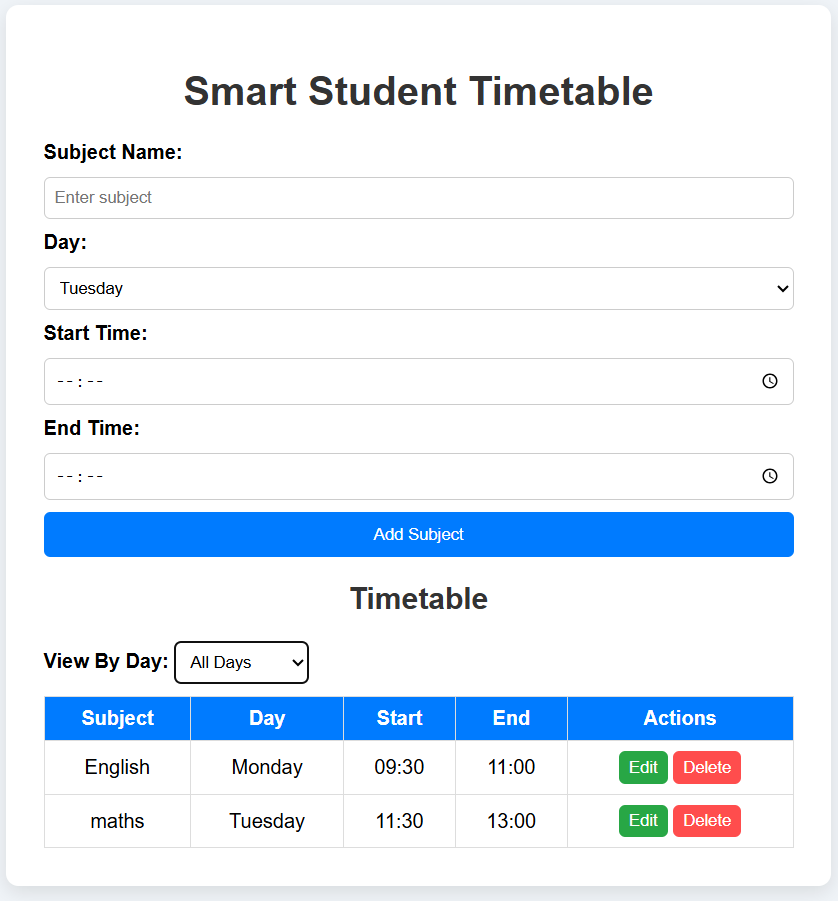 Smart Student Timetable
Subject Name:
Enter subject
Day:
Tuesday
Start Time:
--:--
End Time:
--:--
Add Subject
Timetable
View By Day: All Days
Subject Day Start End Actions
English Monday 09:30 11:00 Edit Delete
maths Tuesday 11:30 13:00 Edit Delete